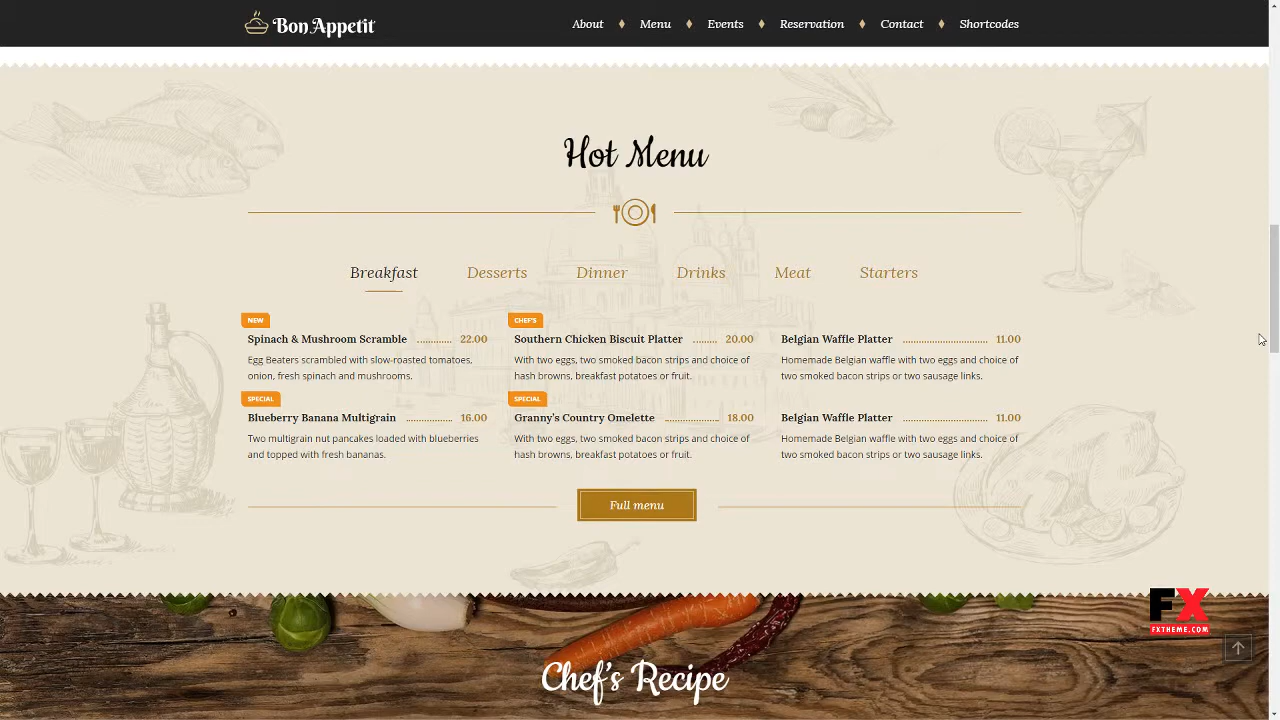 Bon Appetit
About Menu Events Reservation Contact Shortcodes
Hot Menu
Breakfast Desserts Dinner Drinks Meat Starters
NEW
Spinach & Mushroom Scramble 22.00
Egg Beaters scrambled with slow-roasted tomatoes,
onion, fresh spinach and mushrooms.
CHEF'S
Southern Chicken Biscuit Platter 20.00
With two eggs, two smoked bacon strips and choice of
hash browns, breakfast potatoes or fruit.
Belgian Waffle Platter 11.00
Homemade Belgian waffle with two eggs and choice of
two smoked bacon strips or two sausage links.
SPECIAL
Blueberry Banana Multigrain 16.00
Two multigrain nut pancakes loaded with blueberries
and topped with fresh bananas.
SPECIAL
Granny's Country Omelette 18.00
With two eggs, two smoked bacon strips and choice of
hash browns, breakfast potatoes or fruit.
Belgian Waffle Platter 11.00
Homemade Belgian waffle with two eggs and choice of
two smoked bacon strips or two sausage links.
Full menu
FX
FXTHEME.COM
Chef's Recipe